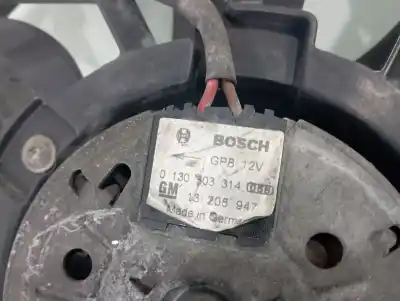 BOSCH
GPB 12V
0 130 303 314
GM 13 205 947
Made in Germany